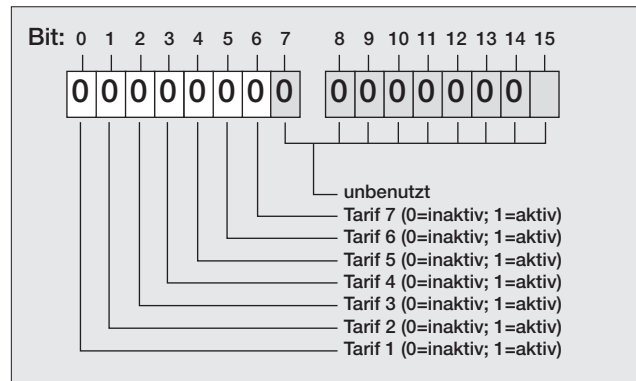 Bit: 0 1 2 3 4 5 6 7 8 9 10 11 12 13 14 15
0 0 0 0 0 0 0 0 0 0 0 0 0 0 0
unbenutzt
Tarif 7 (0=inaktiv; 1=aktiv)
Tarif 6 (0=inaktiv; 1=aktiv)
Tarif 5 (0=inaktiv; 1=aktiv)
Tarif 4 (0=inaktiv; 1=aktiv)
Tarif 3 (0=inaktiv; 1=aktiv)
Tarif 2 (0=inaktiv; 1=aktiv)
Tarif 1 (0=inaktiv; 1=aktiv)